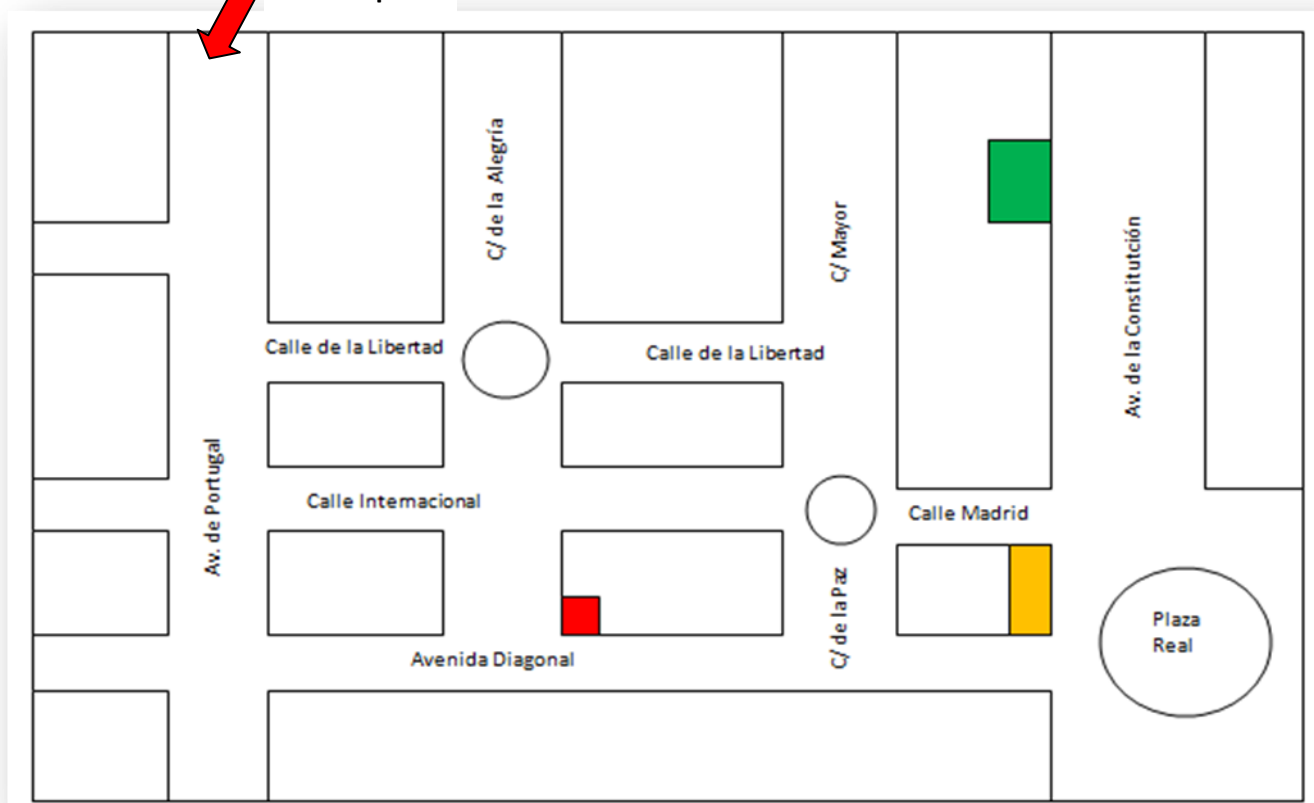 C/ de la Alegría
C/ Mayor
Av. de la Constitutción
Calle de la Libertad
Calle de la Libertad
Av. de Portugal
Calle Internacional
Calle Madrid
C/ de la Paz
Plaza
Real
Avenida Diagonal